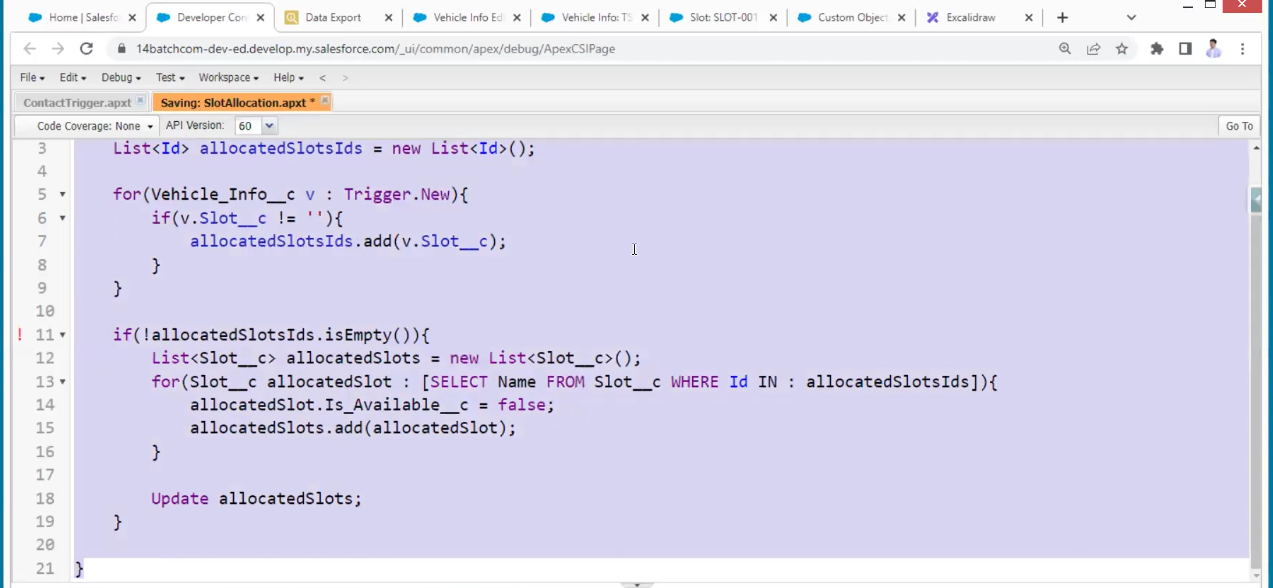 Home | Salesfo
Developer Con
Data Export
Vehicle Info Edi
Vehicle Info: TS
Slot: SLOT-001
Custom Object
Excalidraw
14batchcom-dev-ed.develop.my.salesforce.com/_ui/common/apex/debug/ApexCSIPage
File Edit Debug Test Workspace Help < >
ContactTrigger.apxt Saving: SlotAllocation.apxt *
Code Coverage: None API Version: 60 Go To
3 List<Id> allocatedSlotsIds = new List<Id>();
4
5 for(Vehicle_Info__c v : Trigger.New){
6 if(v.Slot__c != ''){
7 allocatedSlotsIds.add(v.Slot__c);
8 }
9 }
10
! 11 if(!allocatedSlotsIds.isEmpty()){
12 List<Slot__c> allocatedSlots = new List<Slot__c>();
13 for(Slot__c allocatedSlot : [SELECT Name FROM Slot__c WHERE Id IN : allocatedSlotsIds]){
14 allocatedSlot.Is_Available__c = false;
15 allocatedSlots.add(allocatedSlot);
16 }
17
18 Update allocatedSlots;
19 }
20
21 }